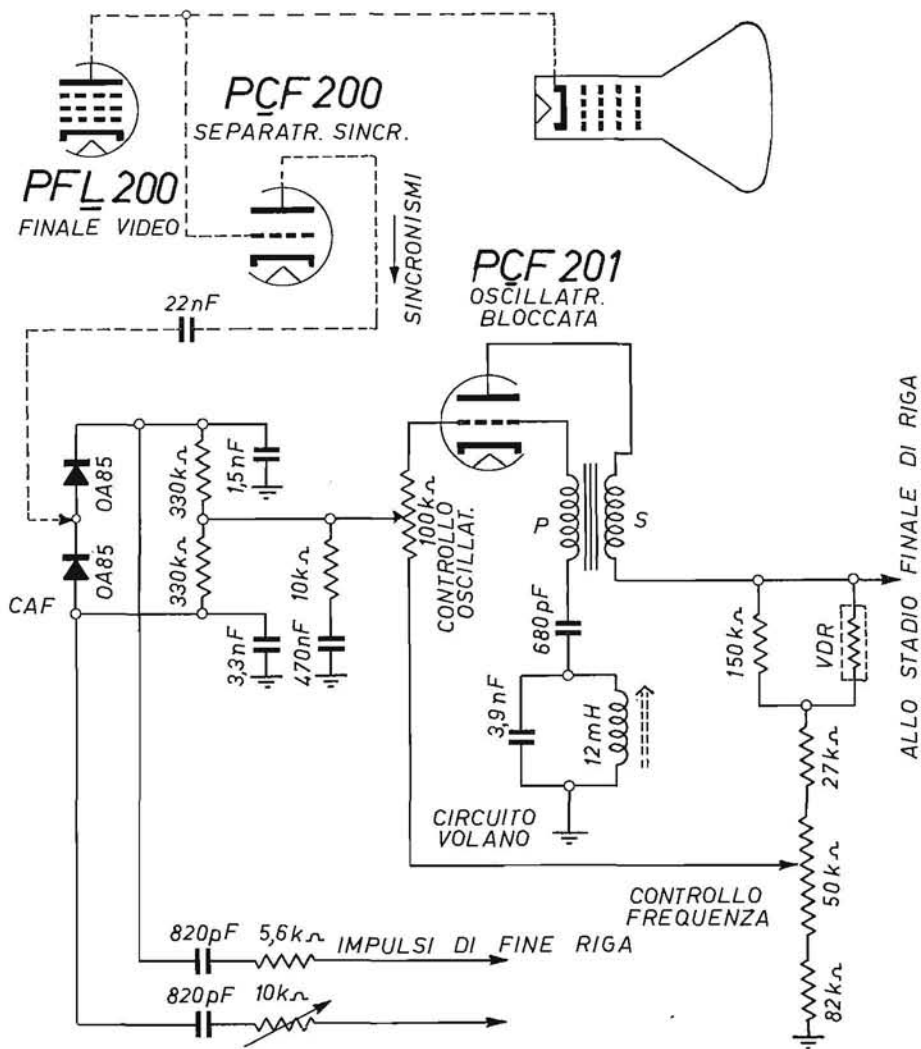 PCF 200
SEPARATR. SINCR.
PFL 200
FINALE VIDEO
SINCRONISMI
PCF 201
OSCILLATR.
BLOCCATA
22nF
OA85
OA85
CAF
330kΩ
330kΩ
1,5nF
3,3nF
10kΩ
470nF
100kΩ
CONTROLLO
OSCILLAT.
P
S
680pF
3,9nF
12mH
CIRCUITO
VOLANO
150kΩ
VDR
27kΩ
50kΩ
82kΩ
ALLO STADIO FINALE DI RIGA
CONTROLLO
FREQUENZA
820pF
5,6kΩ
IMPULSI DI FINE RIGA
820pF
10kΩ